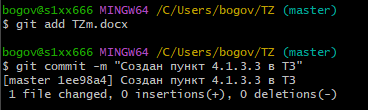 bogov@s1xx666 MINGW64 /C/Users/bogov/TZ (master)
$ git add TZm.docx
bogov@s1xx666 MINGW64 /C/Users/bogov/TZ (master)
$ git commit -m "Создан пункт 4.1.3.3 в ТЗ"
[master 1ee98a4] Создан пункт 4.1.3.3 в ТЗ
1 file changed, 0 insertions(+), 0 deletions(-)